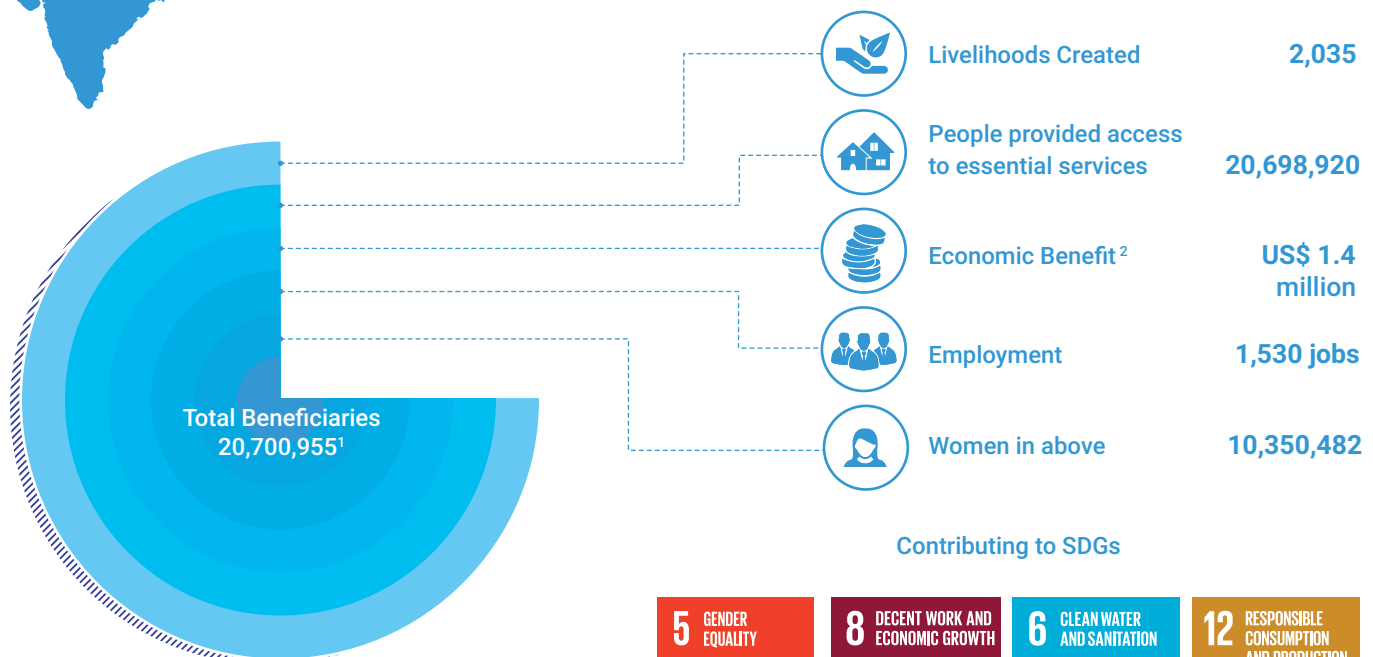 Livelihoods Created 2,035
People provided access
to essential services 20,698,920
Economic Benefit 2 US$ 1.4
million
Employment 1,530 jobs
Total Beneficiaries
20,700,955¹
Women in above 10,350,482
Contributing to SDGs
5 GENDER
EQUALITY
8 DECENT WORK AND
ECONOMIC GROWTH
6 CLEAN WATER
AND SANITATION
12 RESPONSIBLE
CONSUMPTION
AND PRODUCTION